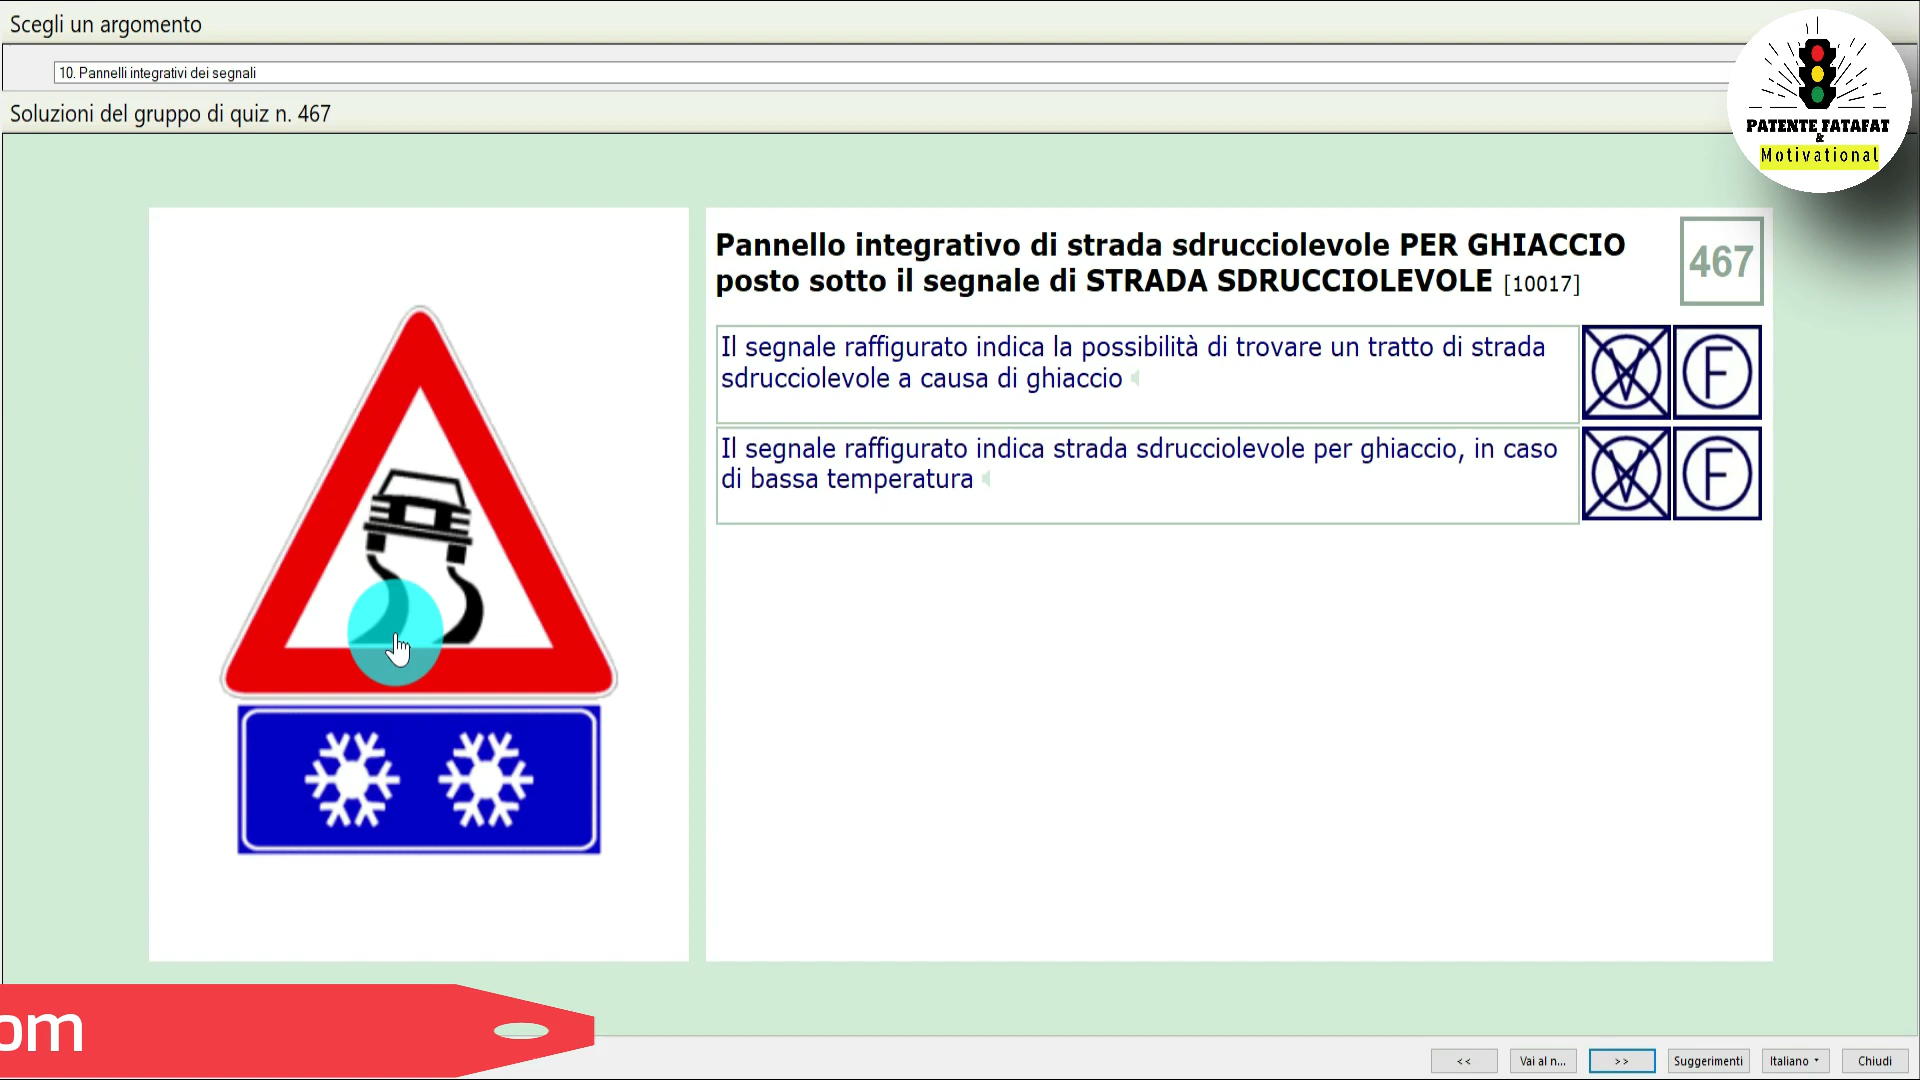 Scegli un argomento
10. Pannelli integrativi dei segnali
Soluzioni del gruppo di quiz n. 467
PATENTE FATAFAT
&
Motivational
Pannello integrativo di strada sdrucciolevole PER GHIACCIO
posto sotto il segnale di STRADA SDRUCCIOLEVOLE [10017]
467
Il segnale raffigurato indica la possibilità di trovare un tratto di strada
sdrucciolevole a causa di ghiaccio
V F
Il segnale raffigurato indica strada sdrucciolevole per ghiaccio, in caso
di bassa temperatura
V F
om
<< Vai al n... >> Suggerimenti Italiano Chiudi